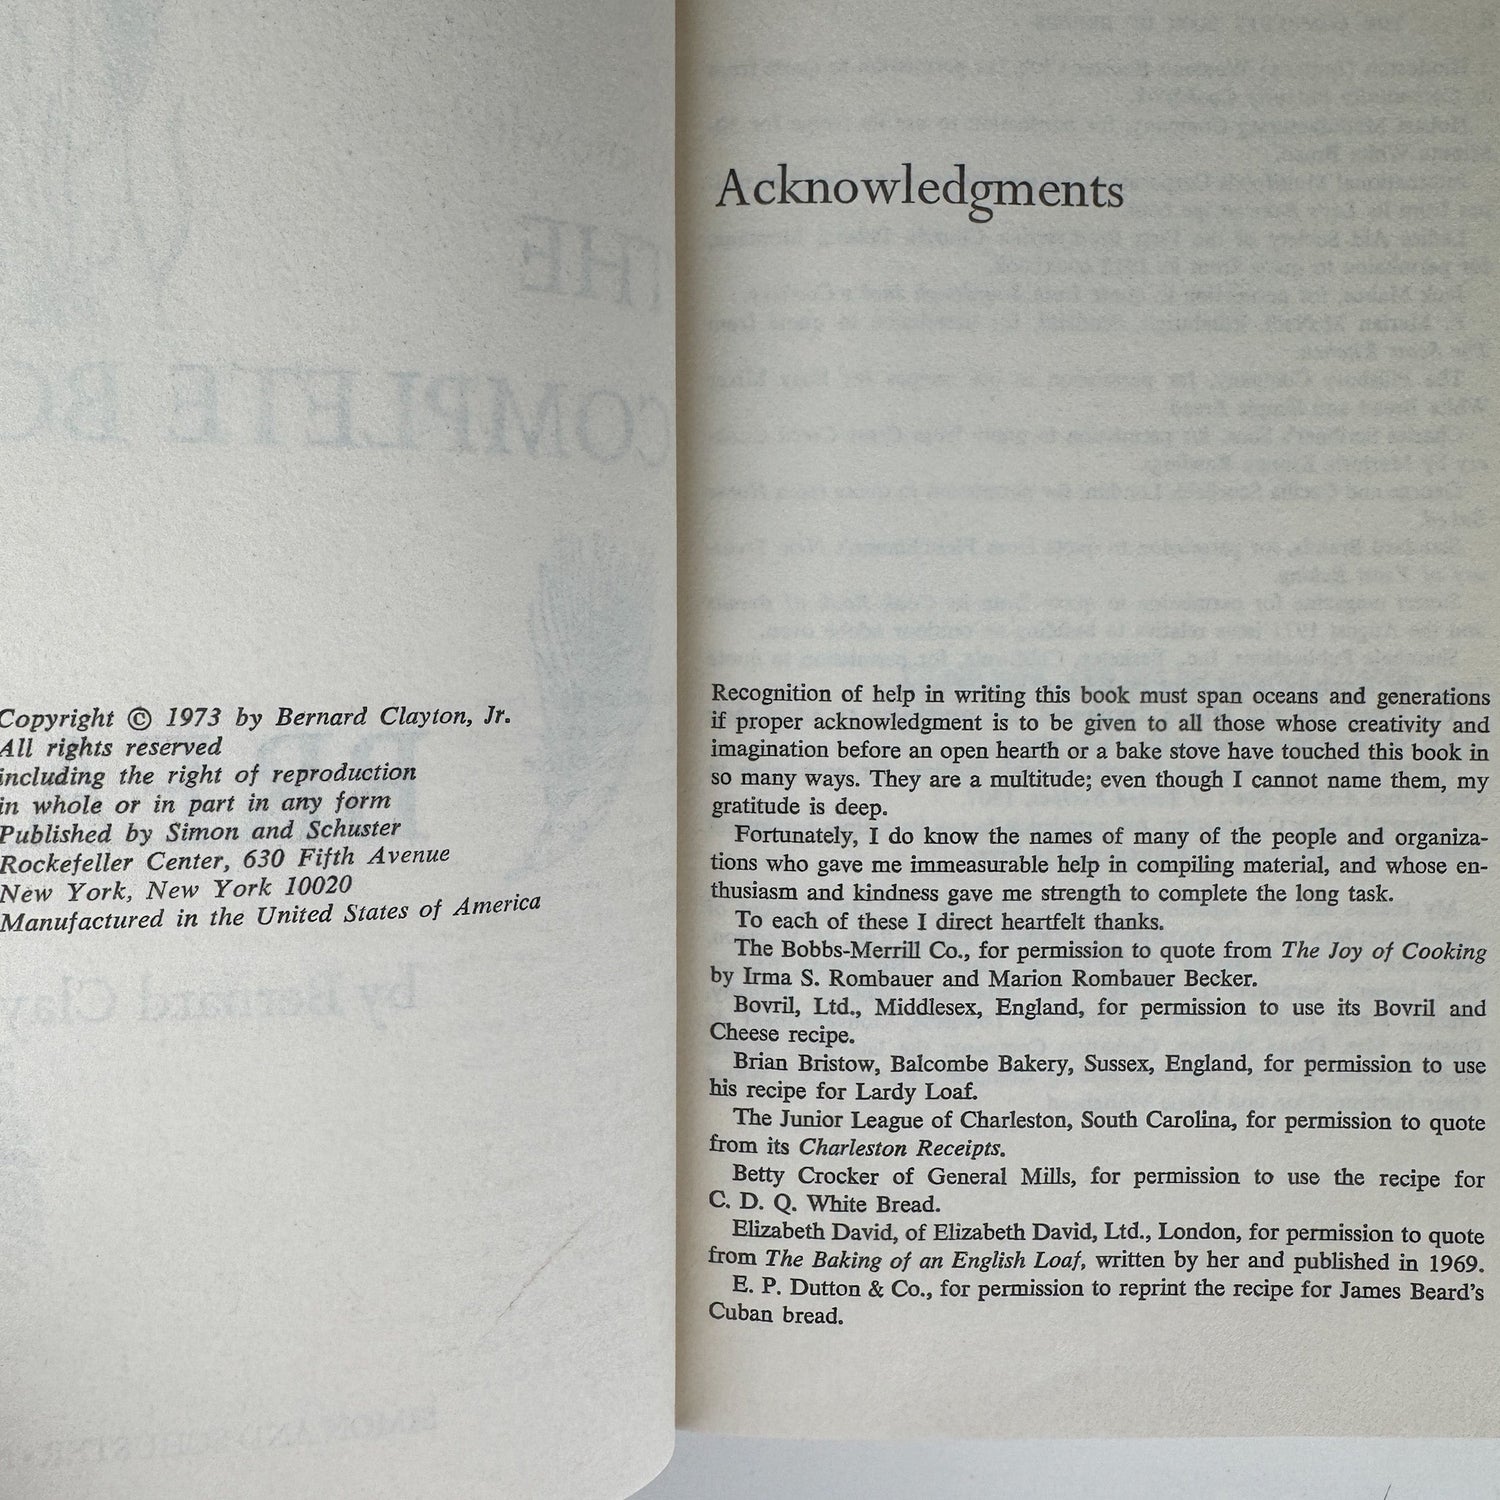 Copyright © 1973 by Bernard Clayton, Jr.
All rights reserved
including the right of reproduction
in whole or in part in any form
Published by Simon and Schuster
Rockefeller Center, 630 Fifth Avenue
New York, New York 10020
Manufactured in the United States of America
Acknowledgments
Recognition of help in writing this book must span oceans and generations
if proper acknowledgment is to be given to all those whose creativity and
imagination before an open hearth or a bake stove have touched this book in
so many ways. They are a multitude; even though I cannot name them, my
gratitude is deep.
Fortunately, I do know the names of many of the people and organiza-
tions who gave me immeasurable help in compiling material, and whose en-
thusiasm and kindness gave me strength to complete the long task.
To each of these I direct heartfelt thanks.
The Bobbs-Merrill Co., for permission to quote from The Joy of Cooking
by Irma S. Rombauer and Marion Rombauer Becker.
Bovril, Ltd., Middlesex, England, for permission to use its Bovril and
Cheese recipe.
Brian Bristow, Balcombe Bakery, Sussex, England, for permission to use
his recipe for Lardy Loaf.
The Junior League of Charleston, South Carolina, for permission to quote
from its Charleston Receipts.
Betty Crocker of General Mills, for permission to use the recipe for
C. D. Q. White Bread.
Elizabeth David, of Elizabeth David, Ltd., London, for permission to quote
from The Baking of an English Loaf, written by her and published in 1969.
E. P. Dutton & Co., for permission to reprint the recipe for James Beard's
Cuban bread.